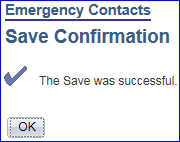 Emergency Contacts
Save Confirmation
The Save was successful.
OK